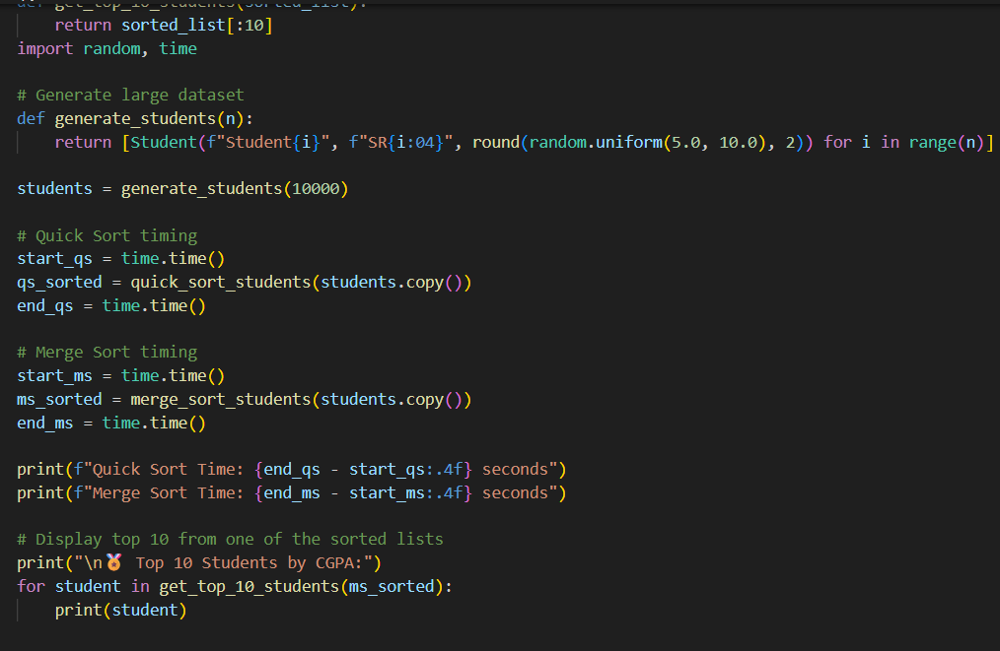 def get_top_10_students(sorted_list):
    return sorted_list[:10]
import random, time

# Generate large dataset
def generate_students(n):
    return [Student(f"Student{i}", f"SR{i:04}", round(random.uniform(5.0, 10.0), 2)) for i in range(n)]

students = generate_students(10000)

# Quick Sort timing
start_qs = time.time()
qs_sorted = quick_sort_students(students.copy())
end_qs = time.time()

# Merge Sort timing
start_ms = time.time()
ms_sorted = merge_sort_students(students.copy())
end_ms = time.time()

print(f"Quick Sort Time: {end_qs - start_qs:.4f} seconds")
print(f"Merge Sort Time: {end_ms - start_ms:.4f} seconds")

# Display top 10 from one of the sorted lists
print("\n🏅 Top 10 Students by CGPA:")
for student in get_top_10_students(ms_sorted):
    print(student)